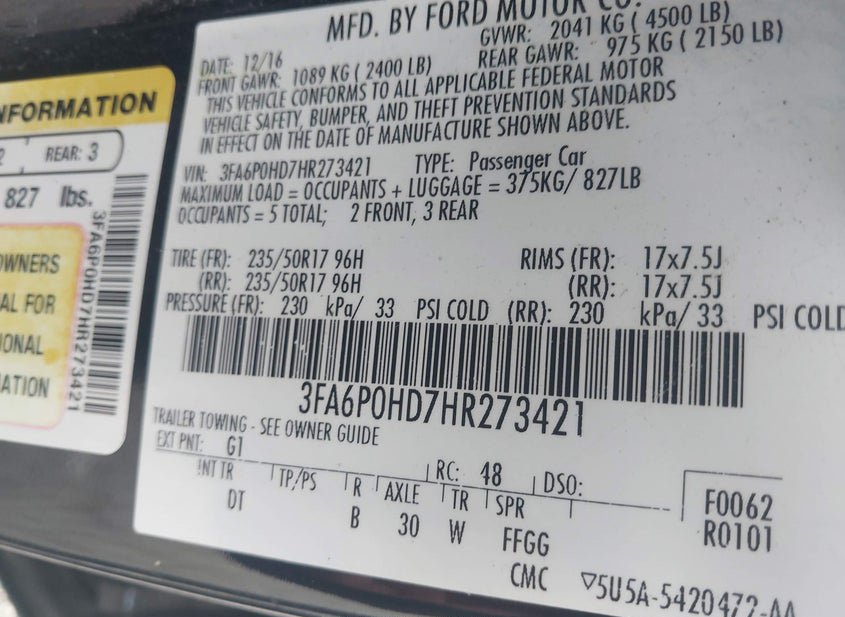 NFORMATION
2 REAR: 3
827 lbs.
OWNERS
AL FOR
IONAL
ATION
3FA6P0HD7HR273421
MFD. BY FORD MOTOR CO.
DATE: 12/16 GVWR: 2041 KG ( 4500 LB)
FRONT GAWR: 1089 KG ( 2400 LB) REAR GAWR: 975 KG ( 2150 LB)
THIS VEHICLE CONFORMS TO ALL APPLICABLE FEDERAL MOTOR
VEHICLE SAFETY, BUMPER, AND THEFT PREVENTION STANDARDS
IN EFFECT ON THE DATE OF MANUFACTURE SHOWN ABOVE.
VIN: 3FA6P0HD7HR273421 TYPE: Passenger Car
MAXIMUM LOAD = OCCUPANTS + LUGGAGE = 375KG/ 827LB
OCCUPANTS = 5 TOTAL; 2 FRONT, 3 REAR
TIRE (FR): 235/50R17 96H RIMS (FR): 17x7.5J
(RR): 235/50R17 96H (RR): 17x7.5J
PRESSURE (FR): 230 kPa/ 33 PSI COLD (RR): 230 kPa/ 33 PSI COLD
3FA6P0HD7HR273421
TRAILER TOWING - SEE OWNER GUIDE
EXT PNT: G1 RC: 48 DSO:
INT TR TP/PS R AXLE TR SPR F0062
DT B 30 W FFGG R0101
CMC ▽5U5A-5420472-AA